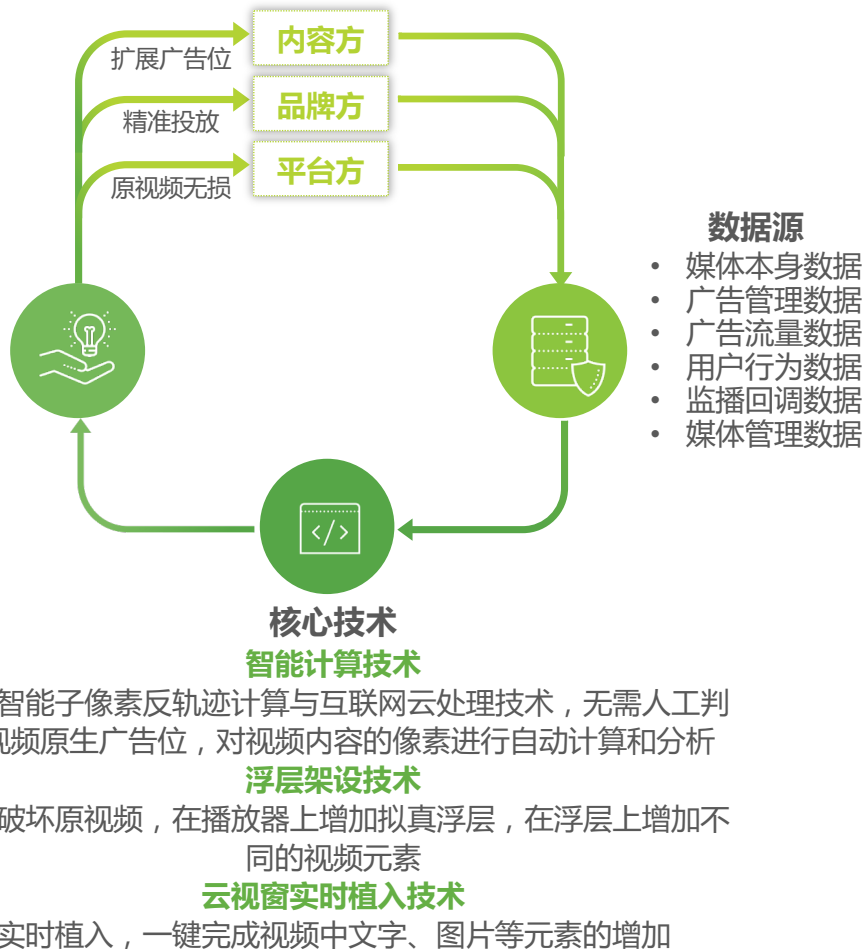 扩展广告位
内容方
精准投放
品牌方
原视频无损
平台方
数据源
• 媒体本身数据
• 广告管理数据
• 广告流量数据
• 用户行为数据
• 监播回调数据
• 媒体管理数据
</>
核心技术
智能计算技术
智能子像素反轨迹计算与互联网云处理技术，无需人工判
视频原生广告位，对视频内容的像素进行自动计算和分析
浮层架设技术
破坏原视频，在播放器上增加拟真浮层，在浮层上增加不
同的视频元素
云视窗实时植入技术
实时植入，一键完成视频中文字、图片等元素的增加